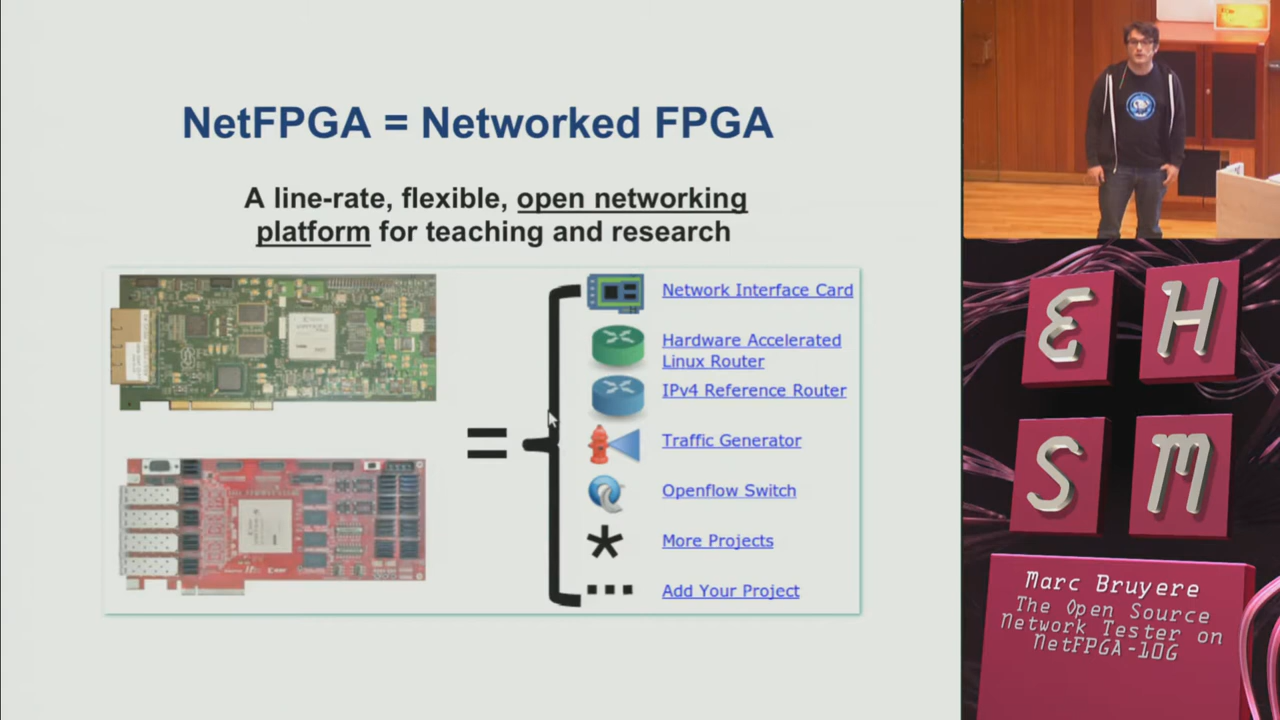 NetFPGA = Networked FPGA
A line-rate, flexible, open networking
platform for teaching and research
Network Interface Card
Hardware Accelerated
Linux Router
IPv4 Reference Router
Traffic Generator
Openflow Switch
More Projects
Add Your Project
=
*
...
E H
S M
Marc Bruyere
The Open Source
Network Tester on
NetFPGA-10G